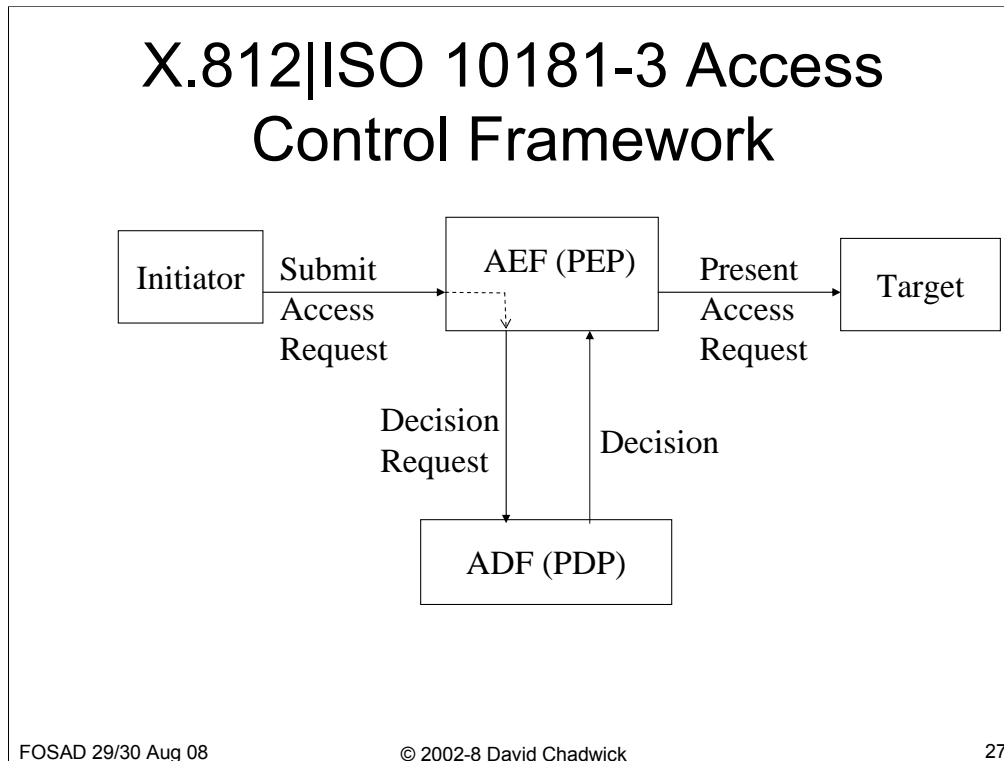 X.812|ISO 10181-3 Access
Control Framework
Initiator
Submit
Access
Request
AEF (PEP)
Present
Access
Request
Target
Decision
Request
Decision
ADF (PDP)
FOSAD 29/30 Aug 08
© 2002-8 David Chadwick
27